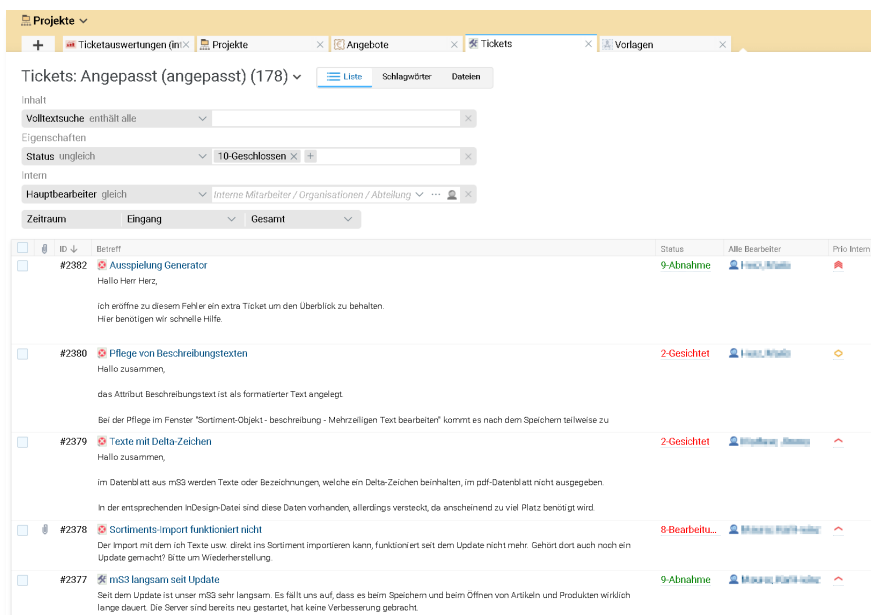 Projekte
+ Ticketauswertungen (int Projekte Angebote Tickets Vorlagen
Tickets: Angepasst (angepasst) (178) Liste Schlagwörter Dateien
Inhalt
Volltextsuche enthält alle
Eigenschaften
Status ungleich 10-Geschlossen × +
Intern
Hauptbearbeiter gleich Interne Mitarbeiter / Organisationen / Abteilung
Zeitraum Eingang Gesamt
ID ↓ Betreff Status Alle Bearbeiter Prio Intern
#2382 Ausspielung Generator 9-Abnahme
Hallo Herr Herz,
ich eröffne zu diesem Fehler ein extra Ticket um den Überblick zu behalten.
Hier benötigen wir schnelle Hilfe.
#2380 Pflege von Beschreibungstexten 2-Gesichtet
Hallo zusammen,
das Attribut Beschreibungstext ist als formatierter Text angelegt.
Bei der Pflege im Fenster "Sortiment-Objekt - beschreibung - Mehrzeiligen Text bearbeiten" kommt es nach dem Speichern teilweise zu
#2379 Texte mit Delta-Zeichen 2-Gesichtet
Hallo zusammen,
im Datenblatt aus mS3 werden Texte oder Bezeichnungen, welche ein Delta-Zeichen beinhalten, im pdf-Datenblatt nicht ausgegeben.
In der entsprechenden InDesign-Datei sind diese Daten vorhanden, allerdings versteckt, da anscheinend zu viel Platz benötigt wird.
#2378 Sortiments-Import funktioniert nicht 8-Bearbeitu...
Der Import mit dem ich Texte usw. direkt ins Sortiment importieren kann, funktioniert seit dem Update nicht mehr. Gehört dort auch noch ein
Update gemacht? Bitte um Wiederherstellung.
#2377 mS3 langsam seit Update 9-Abnahme
Seit dem Update ist unser mS3 sehr langsam. Es fällt uns auf, dass es beim Speichern und beim Öffnen von Artikeln und Produkten wirklich
lange dauert. Die Server sind bereits neu gestartet, hat keine Verbesserung gebracht.